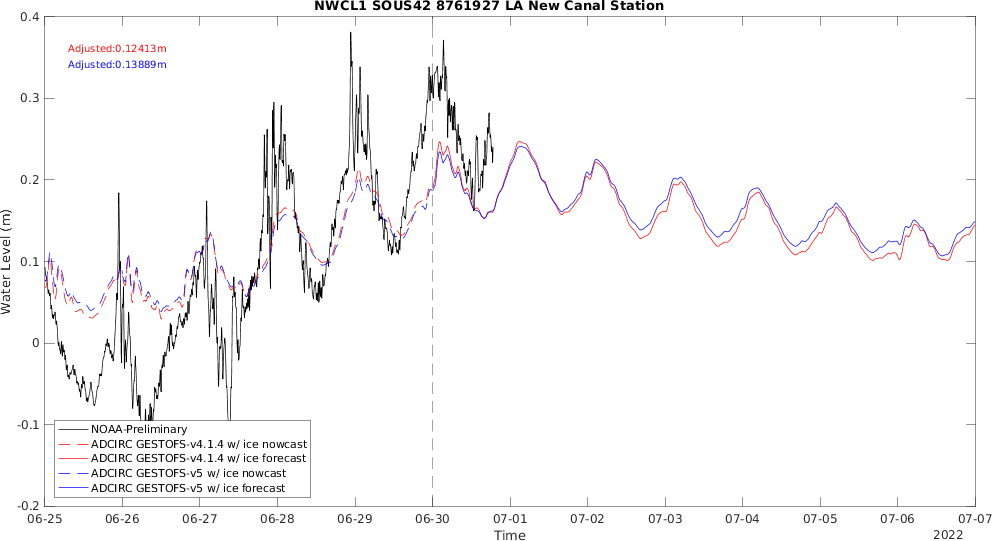 NWCL1 SOUS42 8761927 LA New Canal Station
Adjusted:0.12413m
Adjusted:0.13889m
Water Level (m)
0.4
0.3
0.2
0.1
0
-0.1
-0.2
NOAA-Preliminary
ADCIRC GESTOFS-v4.1.4 w/ ice nowcast
ADCIRC GESTOFS-v4.1.4 w/ ice forecast
ADCIRC GESTOFS-v5 w/ ice nowcast
ADCIRC GESTOFS-v5 w/ ice forecast
06-25 06-26 06-27 06-28 06-29 06-30 07-01 07-02 07-03 07-04 07-05 07-06 07-07
Time
2022